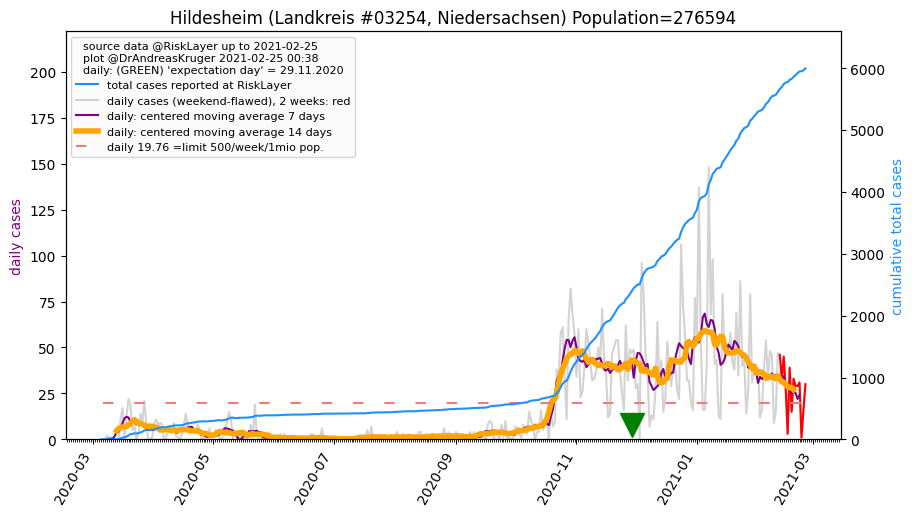 Hildesheim (Landkreis #03254, Niedersachsen) Population=276594
source data @RiskLayer up to 2021-02-25
plot @DrAndreasKruger 2021-02-25 00:38
daily: (GREEN) 'expectation day' = 29.11.2020
total cases reported at RiskLayer
daily cases (weekend-flawed), 2 weeks: red
daily: centered moving average 7 days
daily: centered moving average 14 days
daily 19.76 =limit 500/week/1mio pop.
daily cases
200
175
150
125
100
75
50
25
0
6000
5000
4000
3000
2000
1000
0
cumulative total cases
2020-03
2020-05
2020-07
2020-09
2020-11
2021-01
2021-03